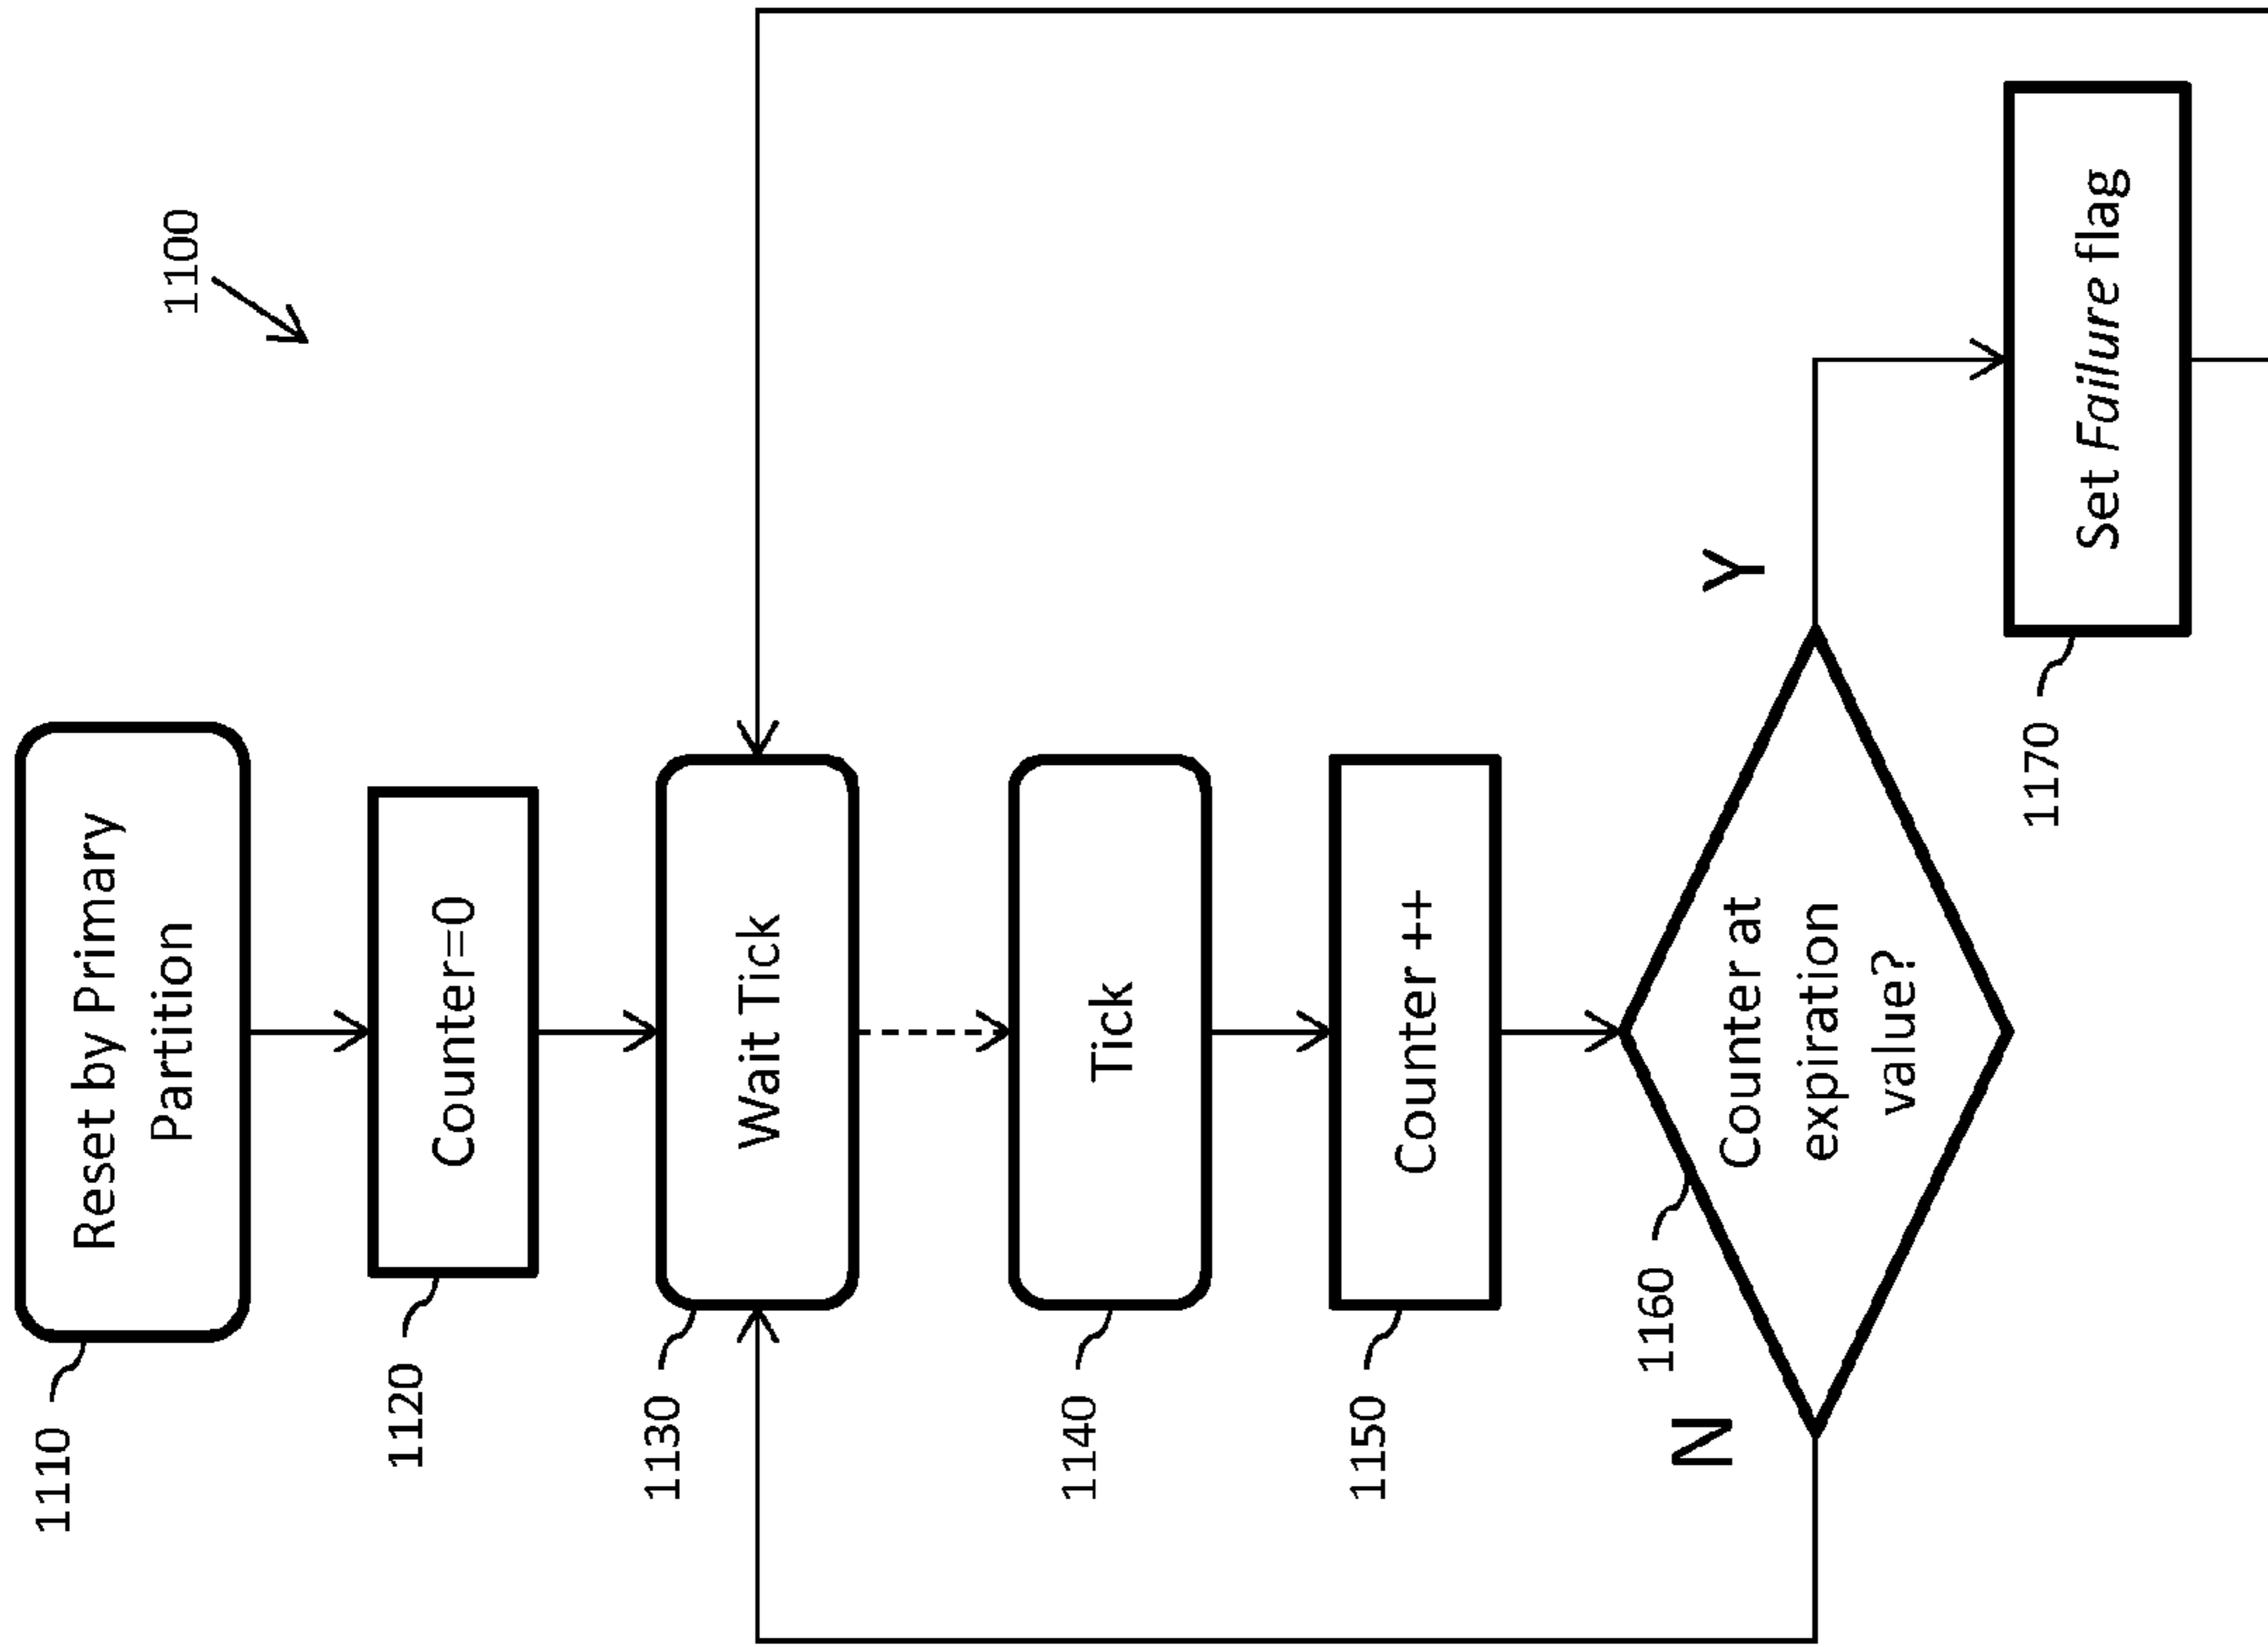 1100
1110
Reset by Primary
Partition
1120
Counter=0
1130
Wait Tick
1140
Tick
1150
Counter ++
1160
Counter at
expiration
value?
N
Y
1170
Set Failure flag